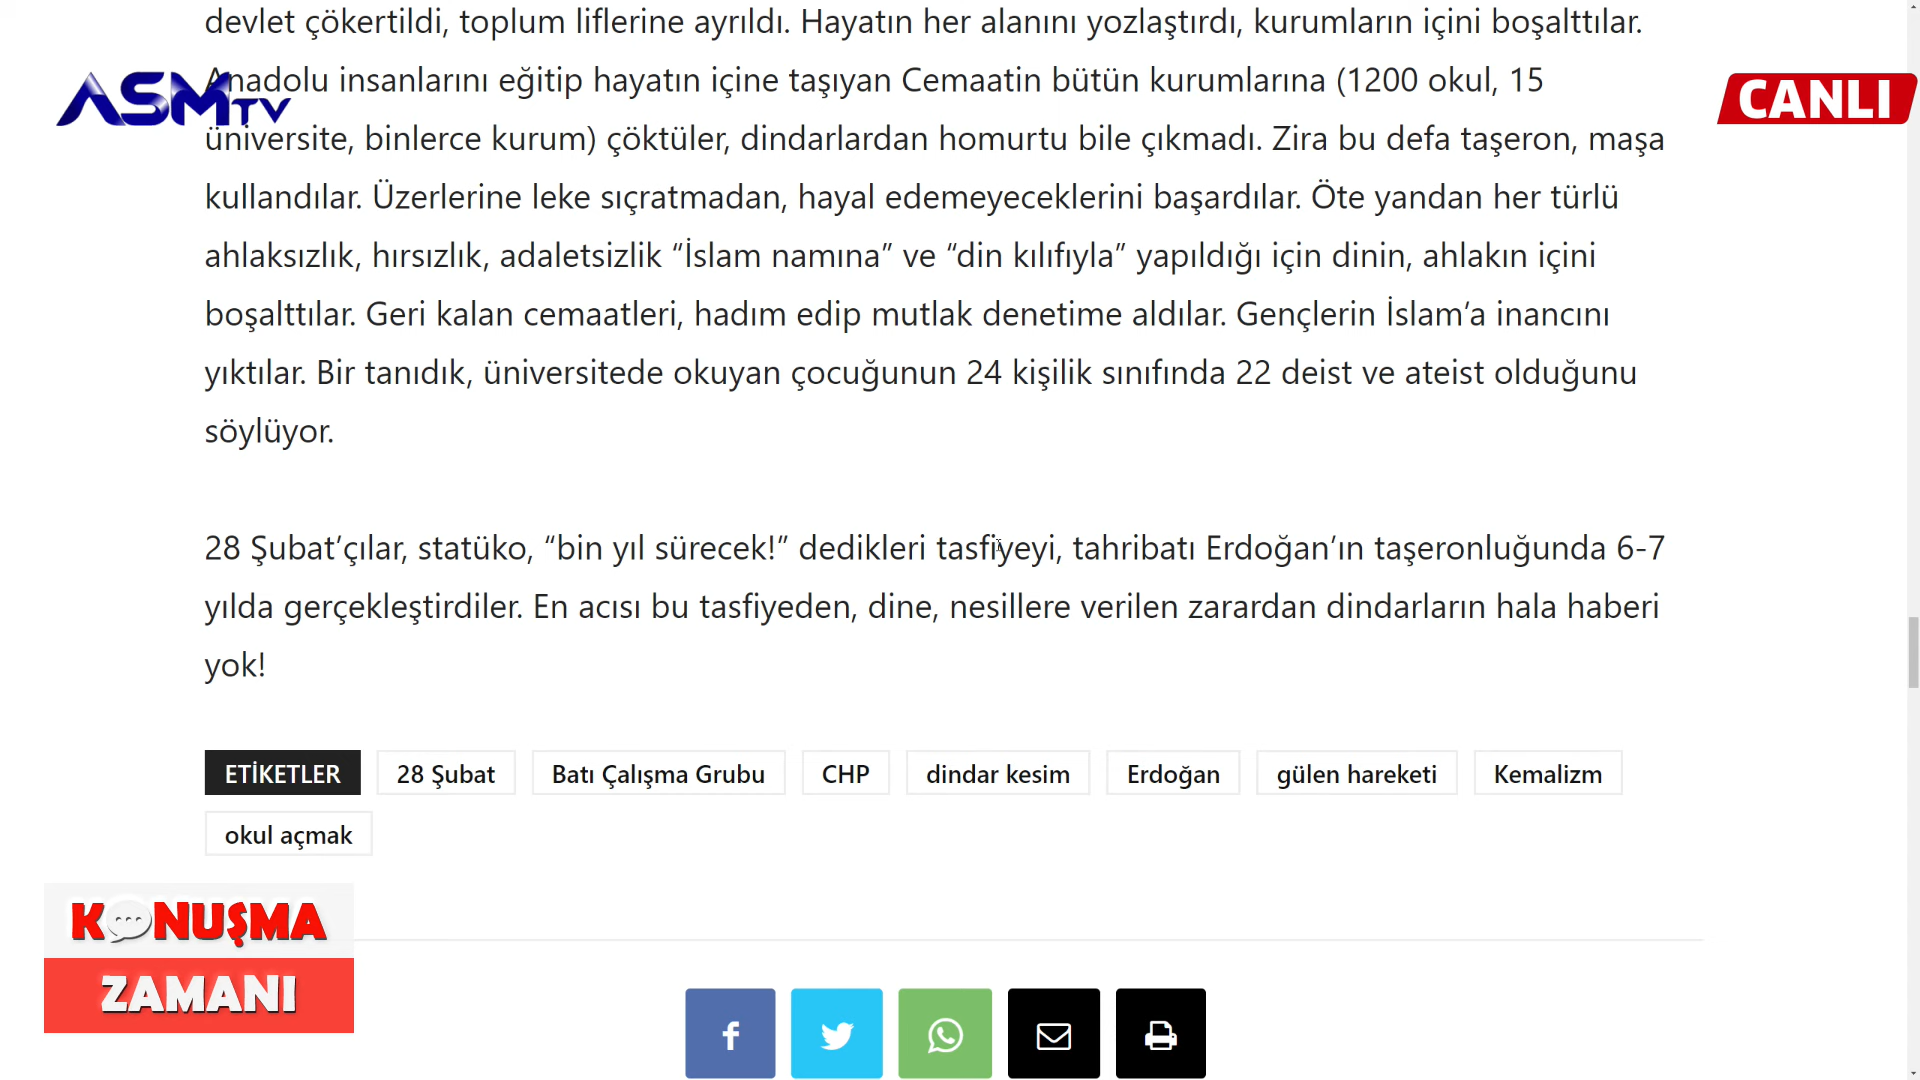 devlet çökertildi, toplum liflerine ayrıldı. Hayatın her alanını yozlaştırdı, kurumların içini boşalttılar.
Anadolu insanlarını eğitip hayatın içine taşıyan Cemaatin bütün kurumlarına (1200 okul, 15
ASM TV
CANLI
üniversite, binlerce kurum) çöktüler, dindarlardan homurtu bile çıkmadı. Zira bu defa taşeron, maşa
kullandılar. Üzerlerine leke sıçratmadan, hayal edemeyeceklerini başardılar. Öte yandan her türlü
ahlaksızlık, hırsızlık, adaletsizlik “İslam namına” ve “din kılıfıyla” yapıldığı için dinin, ahlakın içini
boşalttılar. Geri kalan cemaatleri, hadım edip mutlak denetime aldılar. Gençlerin İslam’a inancını
yıktılar. Bir tanıdık, üniversitede okuyan çocuğunun 24 kişilik sınıfında 22 deist ve ateist olduğunu
söylüyor.
28 Şubat’çılar, statüko, “bin yıl sürecek!” dedikleri tasfiyeyi, tahribatı Erdoğan’ın taşeronluğunda 6-7
yılda gerçekleştirdiler. En acısı bu tasfiyeden, dine, nesillere verilen zarardan dindarların hala haberi
yok!
ETİKETLER 28 Şubat Batı Çalışma Grubu CHP dindar kesim Erdoğan gülen hareketi Kemalizm
okul açmak
KONUŞMA
ZAMANI